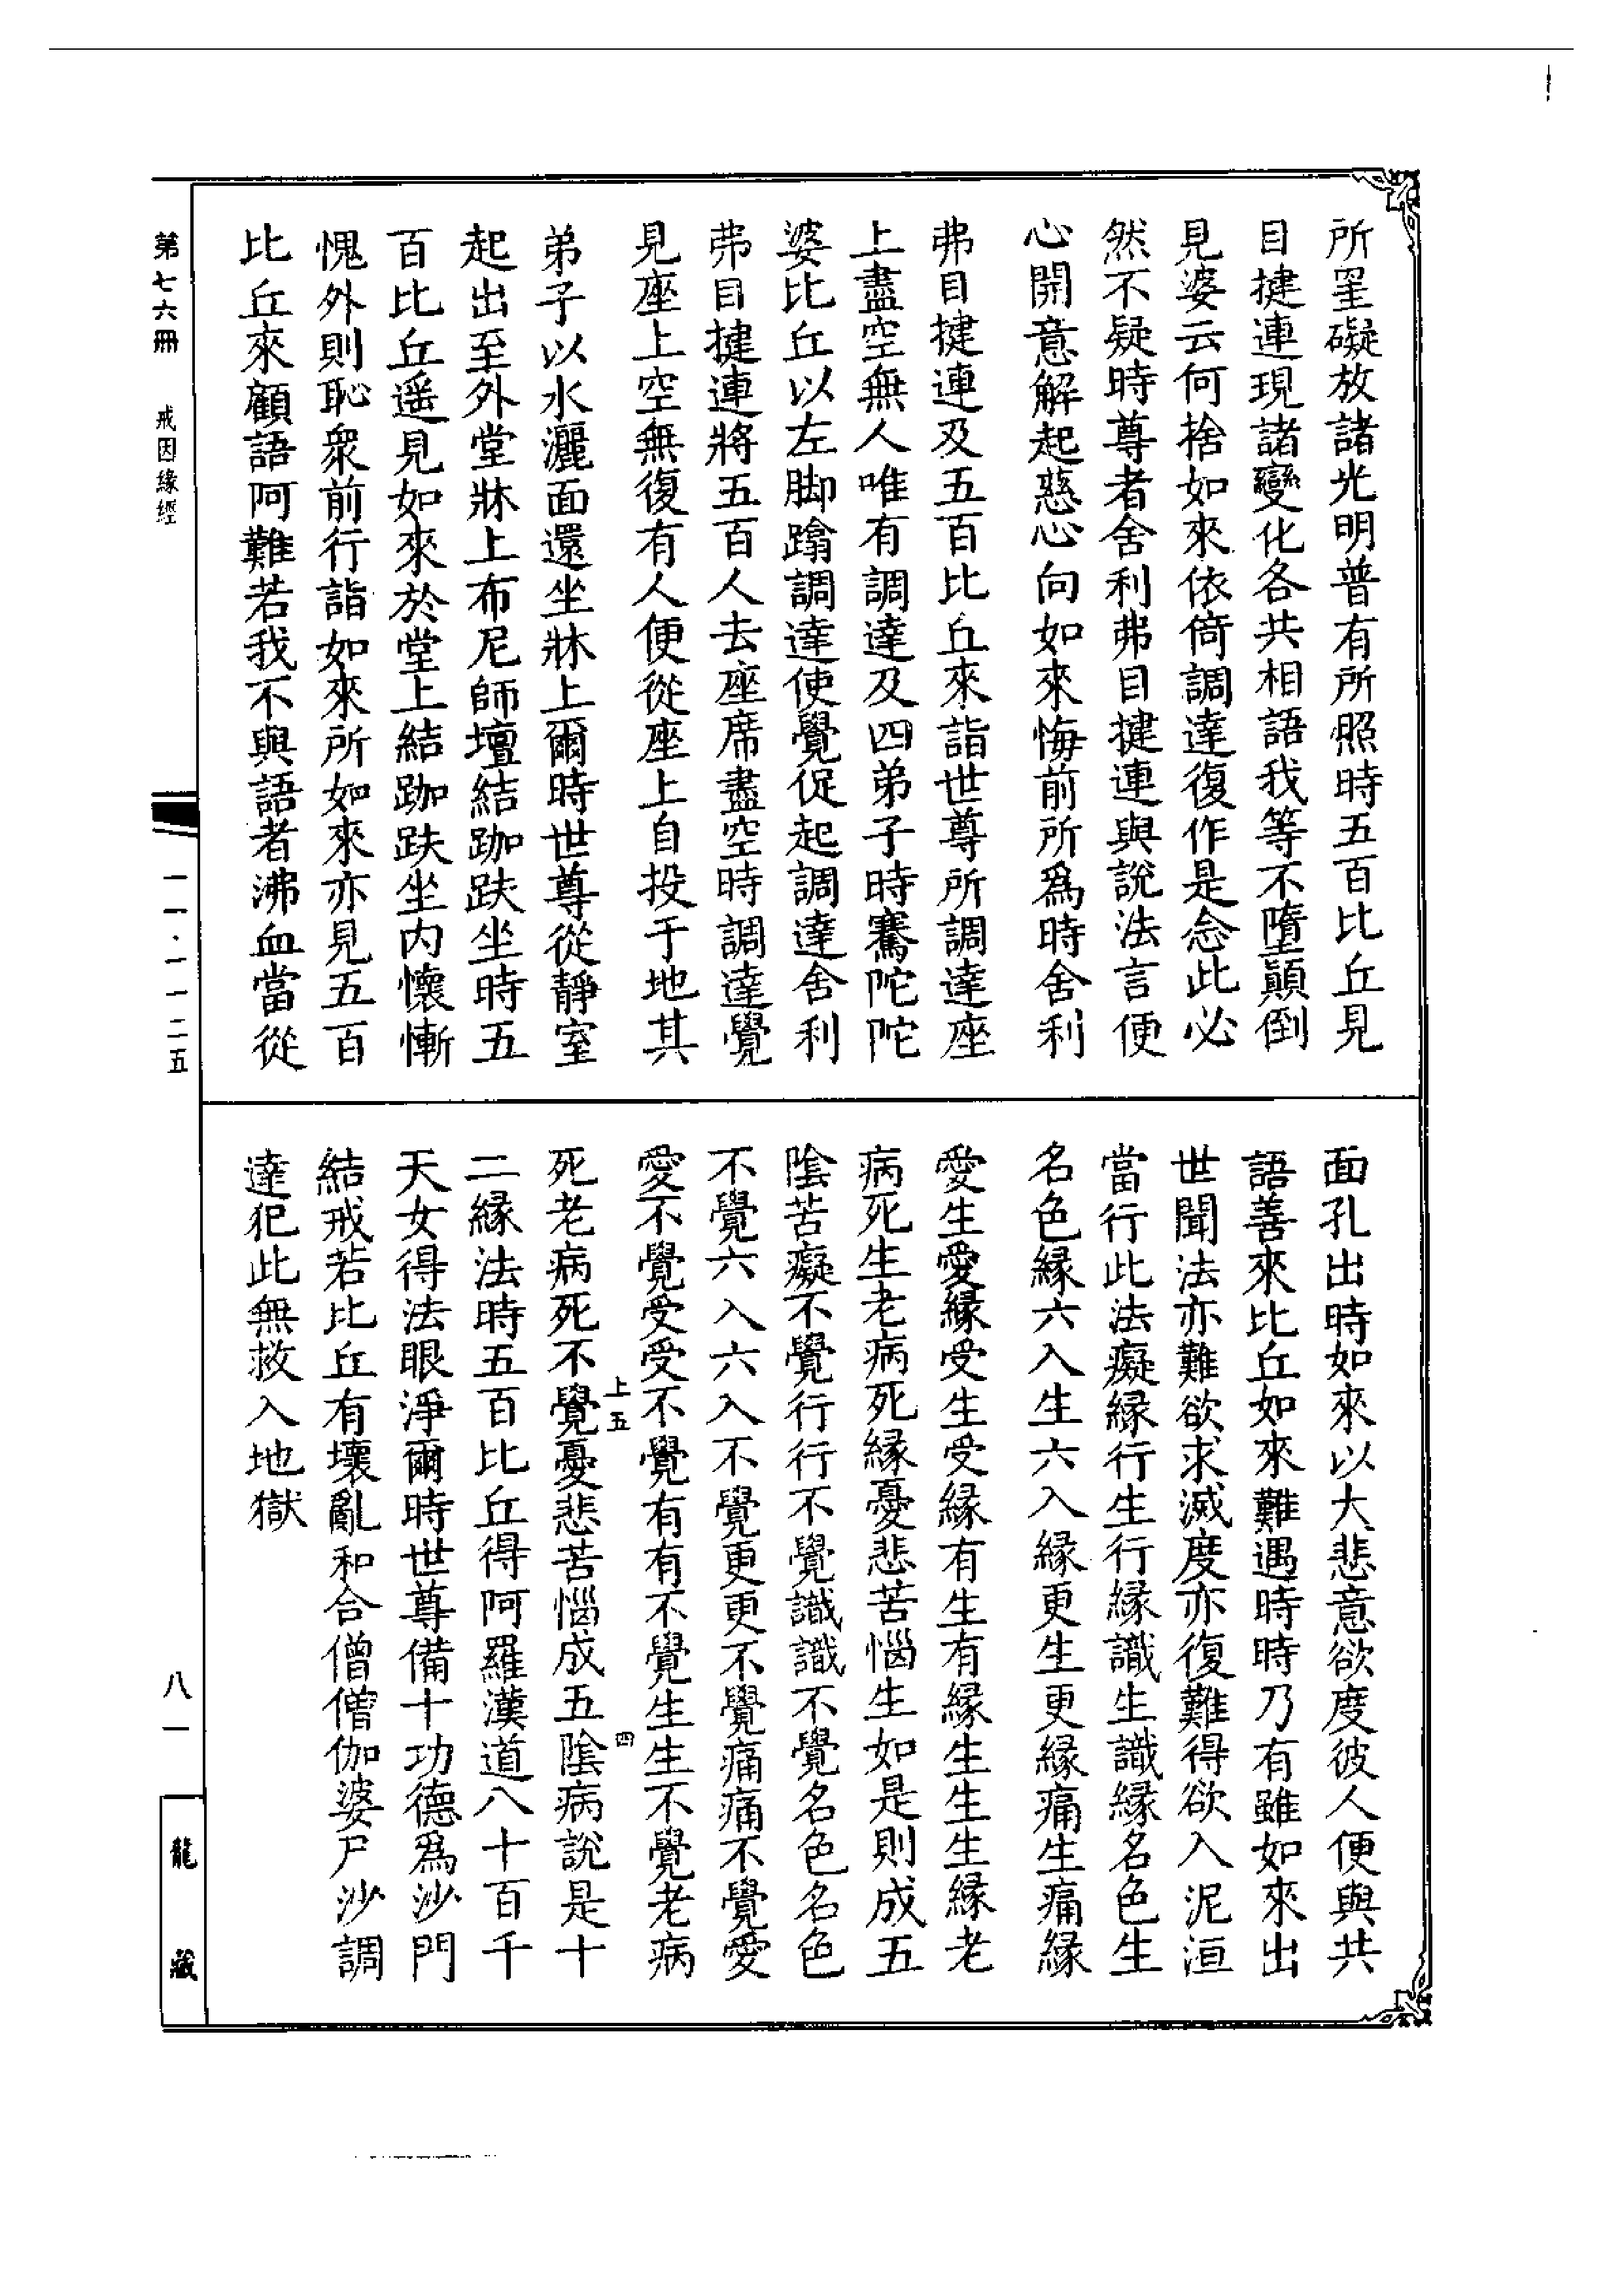 所罣礙放諸光明普有所照時五百比丘見
目揵連現諸變化各共相語我等不墮顛倒
見婆云何捨如來依倚調達復作是念此必
然不疑時尊者舍利弗目揵連與說法言便
心開意解起慈心向如來悔前所為時舍利
弗目揵連及五百比丘來詣世尊所調達座
上盡空無人唯有調達及四弟子時騫陀陀
婆比丘以左脚蹹調達使覺促起調達舍利
弗目揵連將五百人去座席盡空時調達覺
見座上空無復有人便從座上自投于地其
弟子以水灑面還坐牀上爾時世尊從靜室
起出至外堂牀上布尼師壇結跏趺坐時五
百比丘遥見如來於堂上結跏趺坐内懷慚
愧外則恥衆前行詣如來所如來亦見五百
比丘來顧語阿難若我不與語者沸血當從
面孔出時如來以大悲意欲度彼人便與共
語善來比丘如來難遇時時乃有雖如來出
世聞法亦難欲求滅度亦復難得欲入泥洹
當行此法癡緣行生行緣識生識緣名色生
名色緣六入生六入緣更生更緣痛生痛緣
愛生愛緣受生受緣有生有緣生生生緣老
病死生老病死緣憂悲苦惱生如是則成五
陰苦癡不覺行行不覺識識不覺名色名色
不覺六入六入不覺更更不覺痛痛不覺愛
愛不覺受受不覺有有不覺生生不覺老病
上五 四
死老病死不覺憂悲苦惱成五陰病說是十
二緣法時五百比丘得阿羅漢道八十百千
天女得法眼淨爾時世尊備十功德為沙門
結戒若比丘有壞亂和合僧僧伽婆尸沙調
達犯此無救入地獄
第七六冊 戒因緣經
一一·一一二五
八一
龍藏